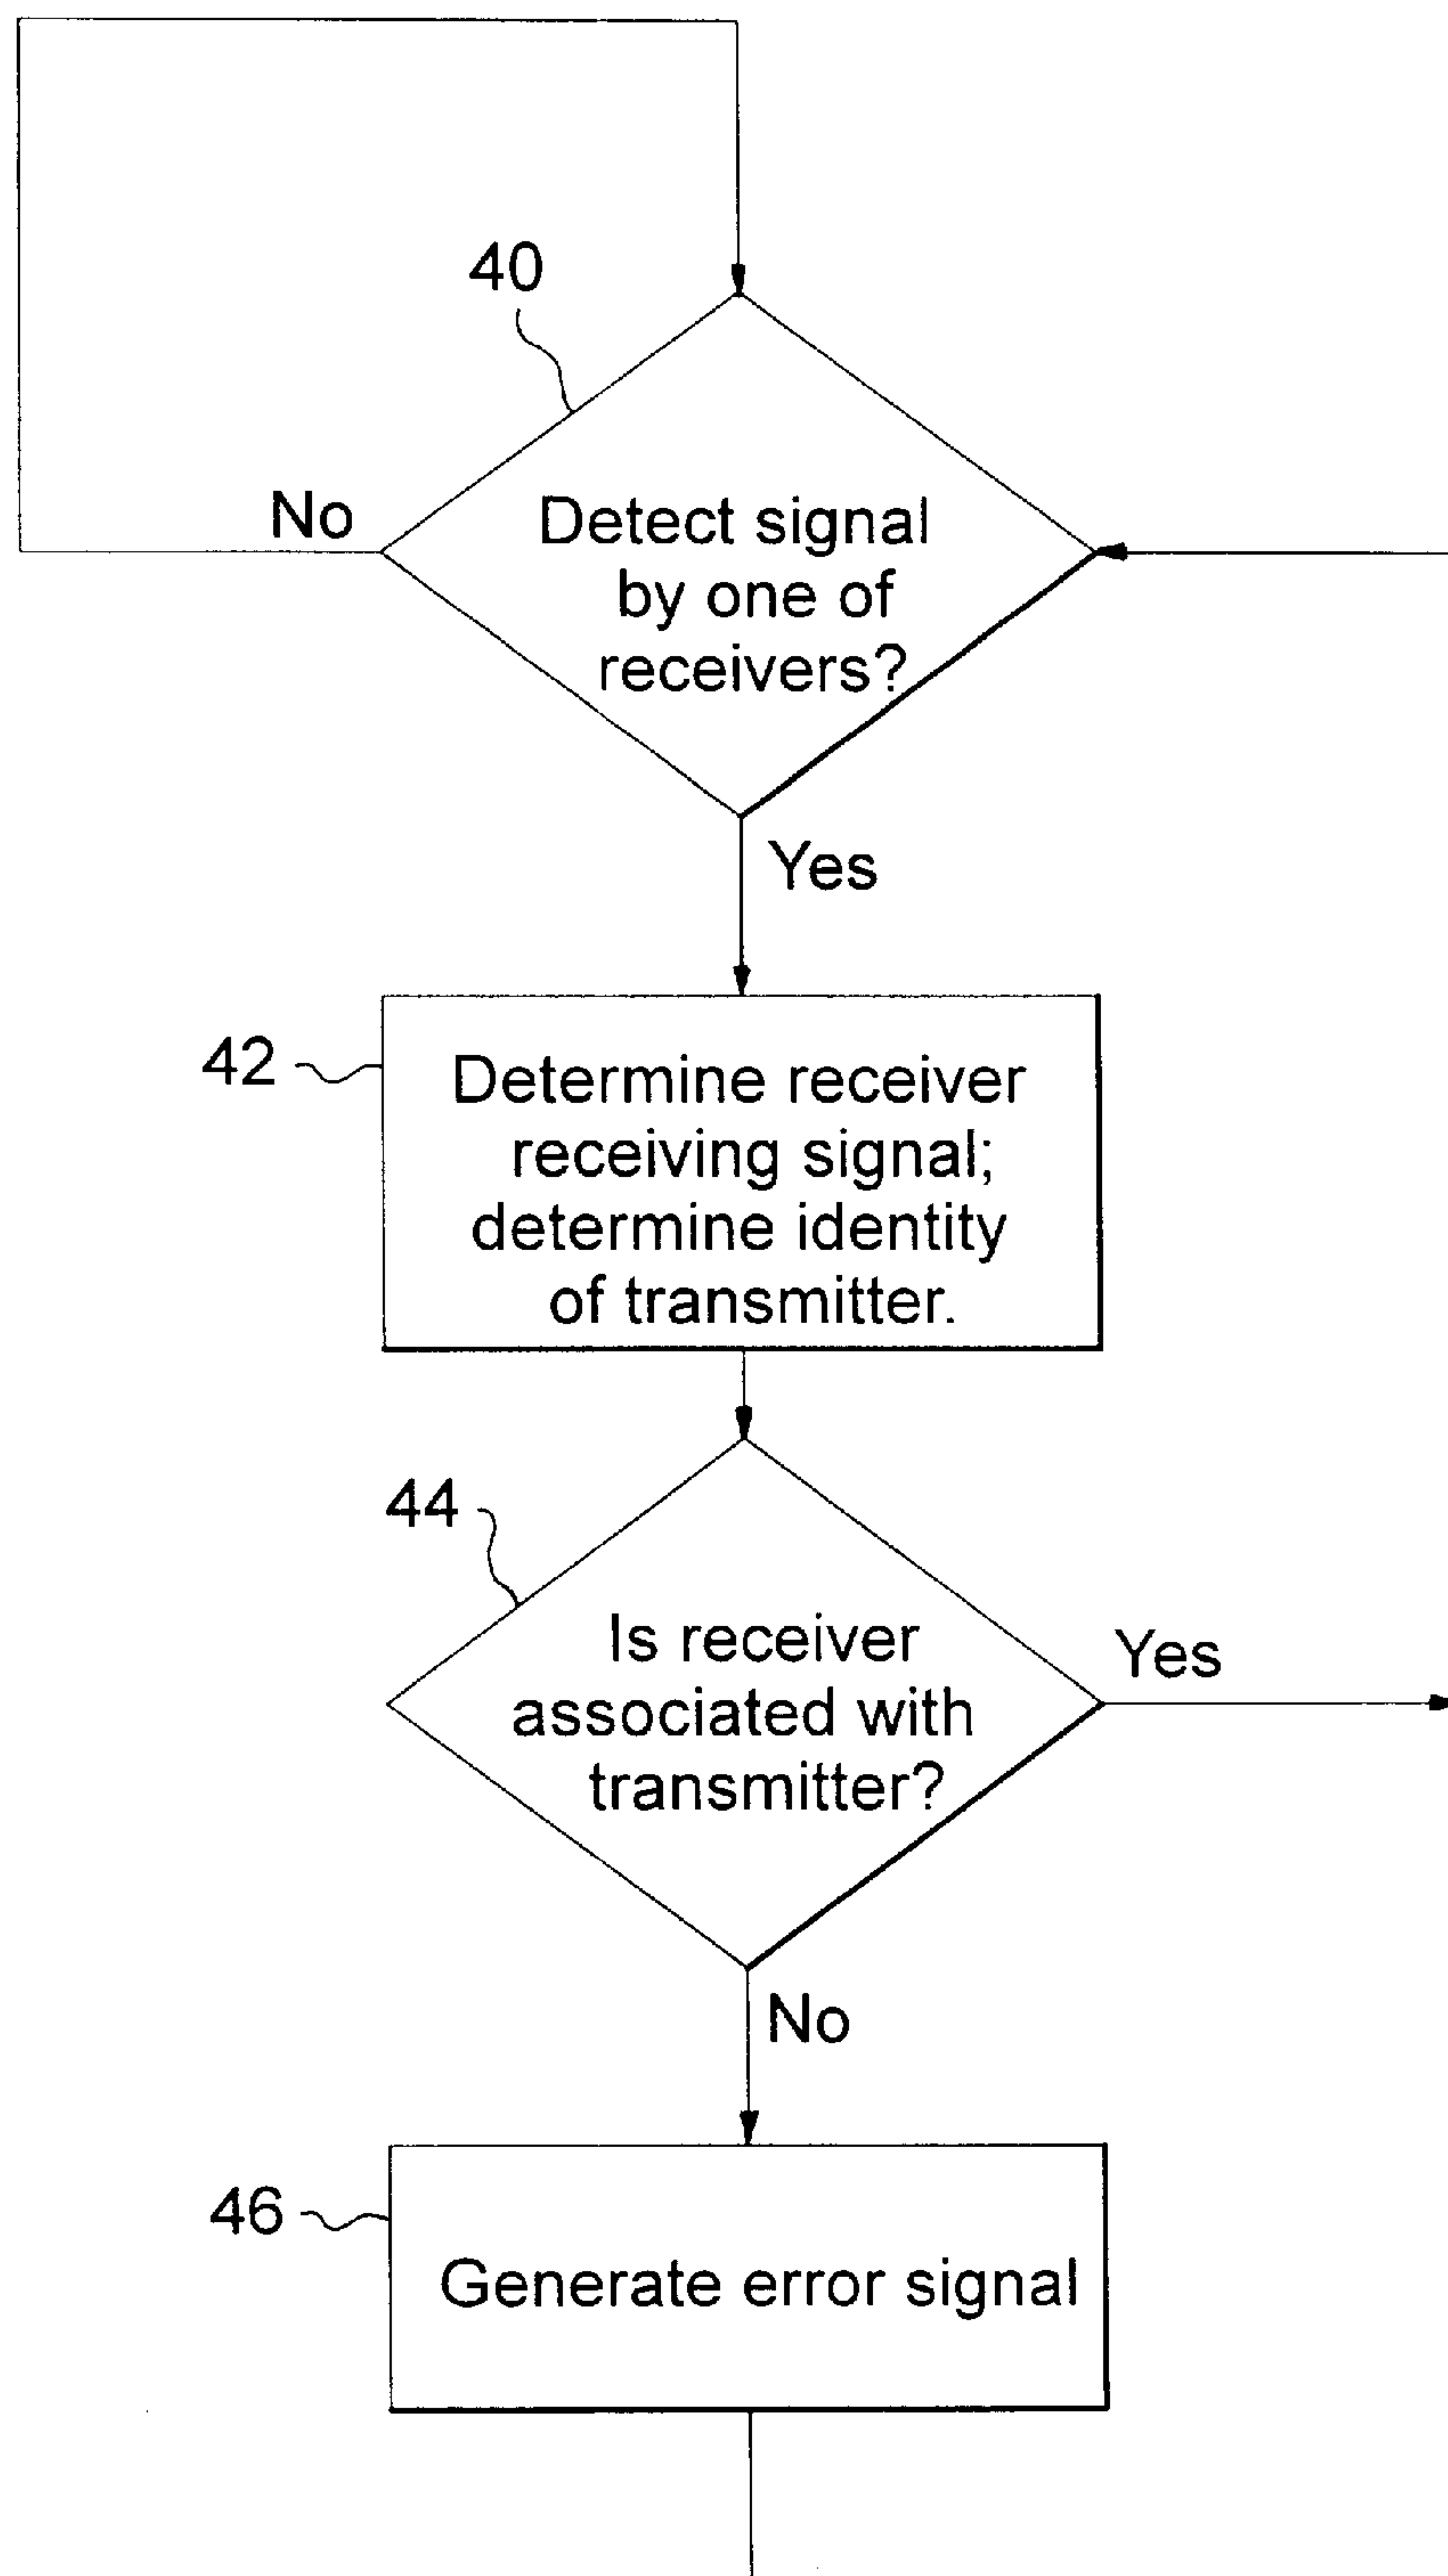 40
No
Detect signal
by one of
receivers?
Yes
42
Determine receiver
receiving signal;
determine identity
of transmitter.
44
Is receiver
associated with
transmitter?
Yes
No
46
Generate error signal